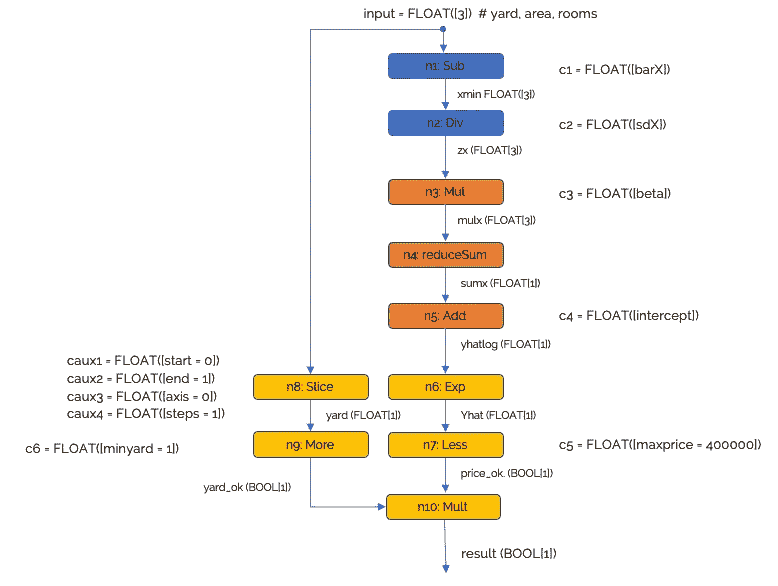 input = FLOAT([3]) # yard, area, rooms
n1: Sub
c1 = FLOAT([barX])
xmin FLOAT([3])
n2: Div
c2 = FLOAT([sdX])
zx (FLOAT[3])
n3: Mul
c3 = FLOAT([beta])
mulx (FLOAT[3])
n4: reduceSum
sumx (FLOAT[1])
n5: Add
c4 = FLOAT([intercept])
yhatlog (FLOAT[1])
caux1 = FLOAT([start = 0])
caux2 = FLOAT([end = 1])
caux3 = FLOAT([axis = 0])
caux4 = FLOAT([steps = 1])
n8: Slice
n6: Exp
yard (FLOAT[1])
Yhat (FLOAT[1])
c6 = FLOAT([minyard = 1])
n9: More
n7: Less
c5 = FLOAT([maxprice = 400000])
price_ok. (BOOL[1])
yard_ok (BOOL[1])
n10: Mult
result (BOOL[1])